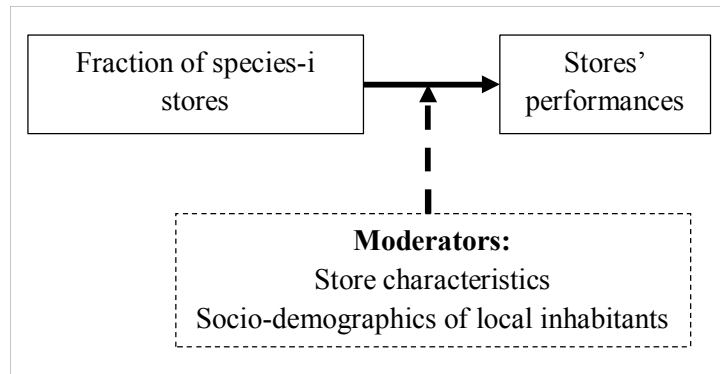 Fraction of species-i
stores
Stores’
performances
Moderators:
Store characteristics
Socio-demographics of local inhabitants